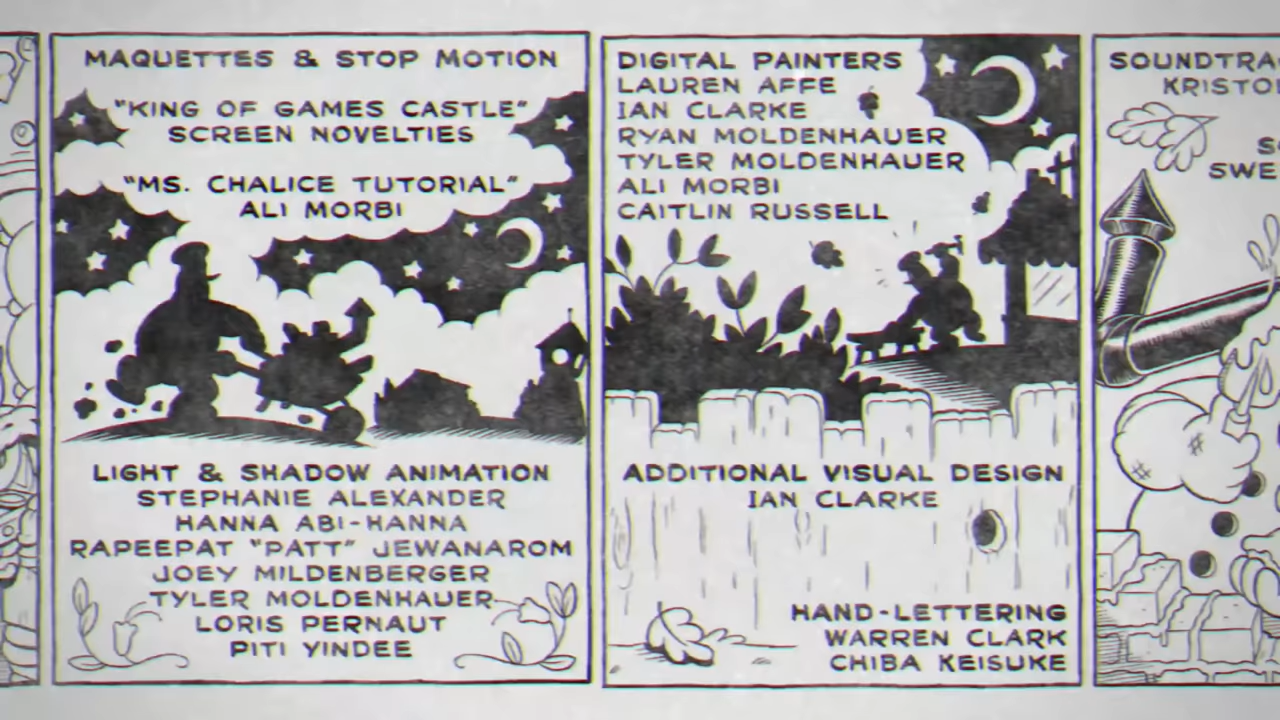 MAQUETTES & STOP MOTION
"KING OF GAMES CASTLE"
SCREEN NOVELTIES
"MS. CHALICE TUTORIAL"
ALI MORBI
LIGHT & SHADOW ANIMATION
STEPHANIE ALEXANDER
HANNA ABI-HANNA
RAPEEPAT "PATT" JEWANAROM
JOEY MILDENBERGER
TYLER MOLDENHAUER
LORIS PERNAUT
PITI YINDEE
DIGITAL PAINTERS
LAUREN AFFE
IAN CLARKE
RYAN MOLDENHAUER
TYLER MOLDENHAUER
ALI MORBI
CAITLIN RUSSELL
ADDITIONAL VISUAL DESIGN
IAN CLARKE
HAND-LETTERING
WARREN CLARK
CHIBA KEISUKE